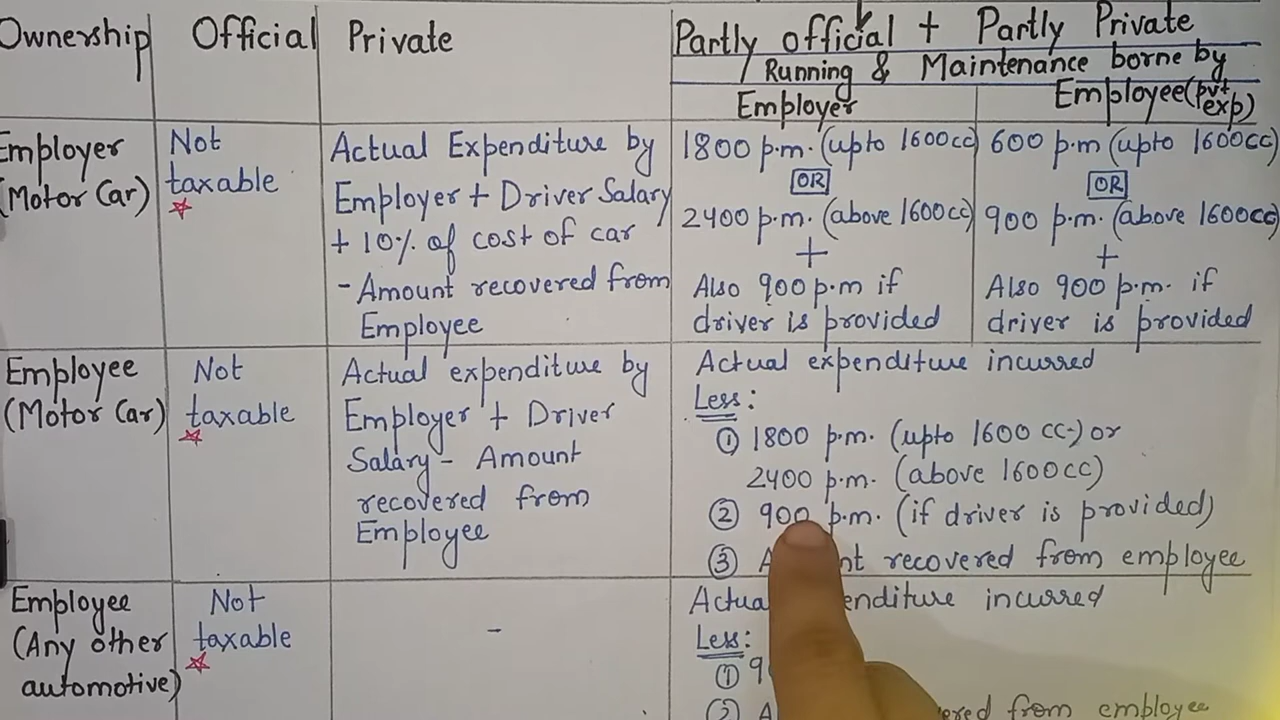 Ownership
Official
Private
Partly official + Partly Private
Running & Maintenance borne by
Employer
Employee (pvt exp)
Employer
(Motor Car)
Not
taxable
Actual Expenditure by
Employer + Driver Salary
+ 10% of cost of car
- Amount recovered from
Employee
1800 p.m. (upto 1600cc)
OR
2400 p.m. (above 1600cc)
+
Also 900 p.m if
driver is provided
600 p.m (upto 1600cc)
OR
900 p.m. (above 1600cc)
+
Also 900 p.m. if
driver is provided
Employee
(Motor Car)
Not
taxable
Actual expenditure by
Employer + Driver
Salary - Amount
recovered from
Employee
Actual expenditure incurred
Less:
① 1800 p.m. (upto 1600 cc) or
2400 p.m. (above 1600cc)
② 900 p.m. (if driver is provided)
③ recovered from employee
Employee
(Any other
automotive)
Not
taxable
-
incurred
Less:
①
② from employee